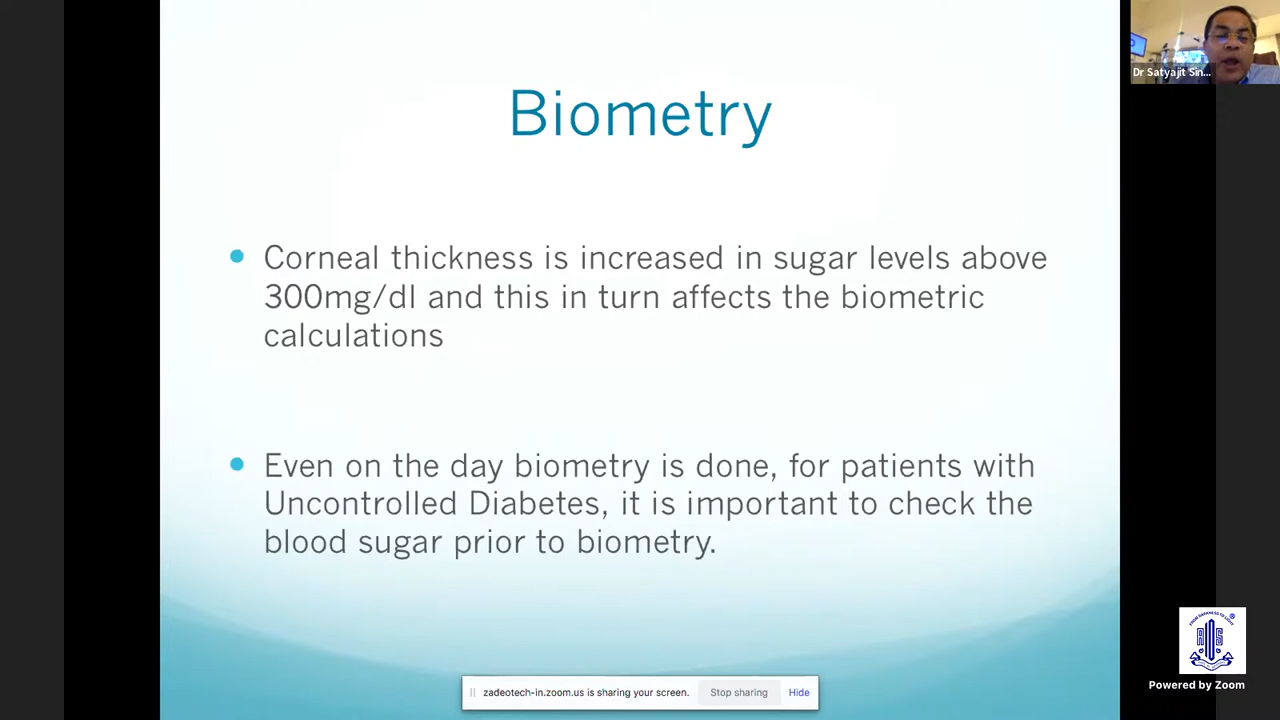 Dr Satyajit Sin...
Biometry
Corneal thickness is increased in sugar levels above
300mg/dl and this in turn affects the biometric
calculations
Even on the day biometry is done, for patients with
Uncontrolled Diabetes, it is important to check the
blood sugar prior to biometry.
zadeotech-in.zoom.us is sharing your screen. Stop sharing Hide
Powered by Zoom